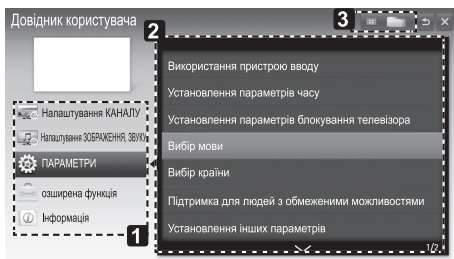 Довідник користувача
3
2
Використання пристрою вводу
Установлення параметрів часу
Установлення параметрів блокування телевізора
Вибір мови
Вибір країни
Підтримка для людей з обмеженими можливостями
Установлення інших параметрів
1/2
Налаштування КАНАЛУ
Налаштування ЗОБРАЖЕННЯ, ЗВУКУ
ПАРАМЕТРИ
озширена функція
Інформація
1